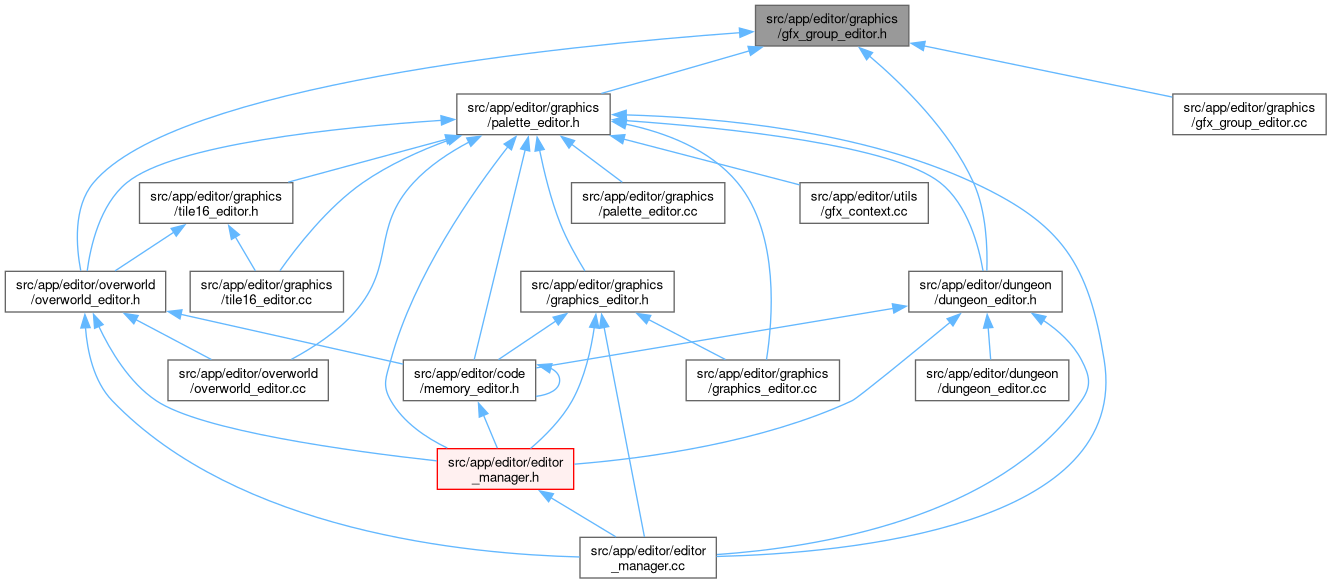 src/app/editor/graphics
/gfx_group_editor.h
src/app/editor/graphics
/palette_editor.h
src/app/editor/graphics
/gfx_group_editor.cc
src/app/editor/graphics
/tile16_editor.h
src/app/editor/graphics
/palette_editor.cc
src/app/editor/utils
/gfx_context.cc
src/app/editor/overworld
/overworld_editor.h
src/app/editor/graphics
/tile16_editor.cc
src/app/editor/graphics
/graphics_editor.h
src/app/editor/dungeon
/dungeon_editor.h
src/app/editor/overworld
/overworld_editor.cc
src/app/editor/code
/memory_editor.h
src/app/editor/graphics
/graphics_editor.cc
src/app/editor/dungeon
/dungeon_editor.cc
src/app/editor/editor
_manager.h
src/app/editor/editor
_manager.cc